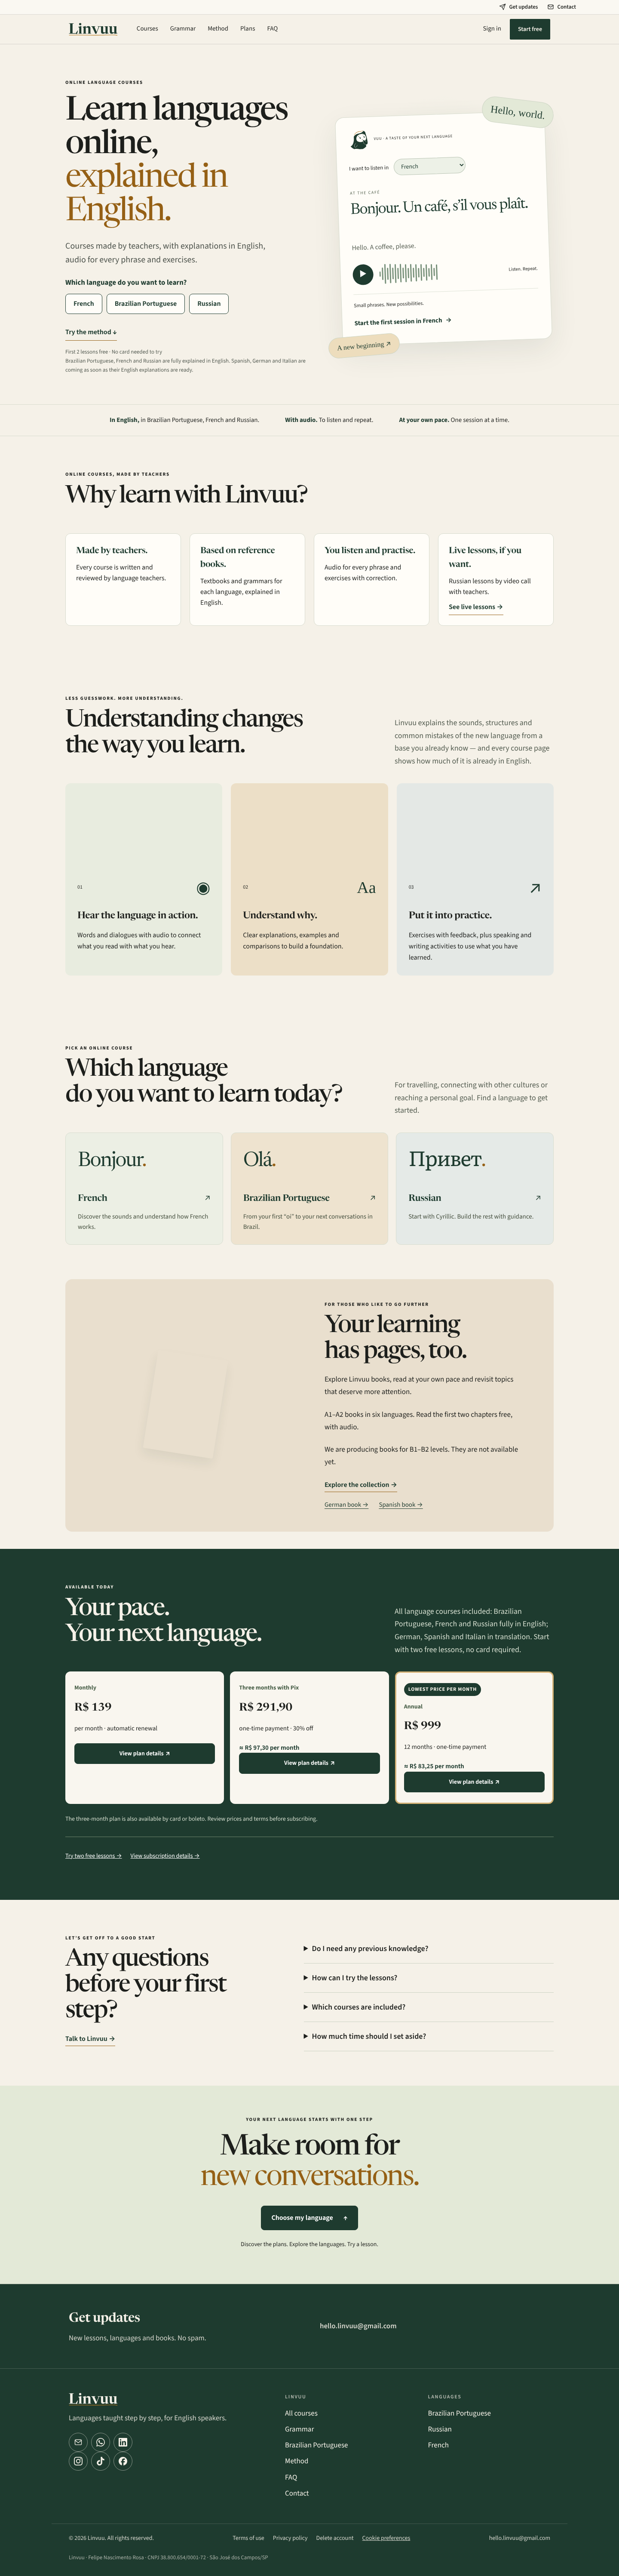 Get updates
Contact
Linvuu
Courses
Grammar
Method
Plans
FAQ
Sign in
Start free
ONLINE LANGUAGE COURSES
Learn languages
online,
explained in
English.
Courses made by teachers, with explanations in English,
audio for every phrase and exercises.
Which language do you want to learn?
French
Brazilian Portuguese
Russian
Try the method ↓
First 2 lessons free · No card needed to try
Brazilian Portuguese, French and Russian are fully explained in English. Spanish, German and Italian are
coming as soon as their English explanations are ready.
Hello, world.
VUU · A TASTE OF YOUR NEXT LANGUAGE
I want to listen in
French
AT THE CAFÉ
Bonjour. Un café, s'il vous plaît.
Hello. A coffee, please.
Listen. Repeat.
Small phrases. New possibilities.
Start the first session in French →
A new beginning ↗
In English, in Brazilian Portuguese, French and Russian.
With audio. To listen and repeat.
At your own pace. One session at a time.
ONLINE COURSES, MADE BY TEACHERS
Why learn with Linvuu?
Made by teachers.
Every course is written and
reviewed by language teachers.
Based on reference
books.
Textbooks and grammars for
each language, explained in
English.
You listen and practise.
Audio for every phrase and
exercises with correction.
Live lessons, if you
want.
Russian lessons by video call
with teachers.
See live lessons →
LESS GUESSWORK. MORE UNDERSTANDING.
Understanding changes
the way you learn.
Linvuu explains the sounds, structures and
common mistakes of the new language from a
base you already know — and every course page
shows how much of it is already in English.
01
Hear the language in action.
Words and dialogues with audio to connect
what you read with what you hear.
02
Aa
Understand why.
Clear explanations, examples and
comparisons to build a foundation.
03
Put it into practice.
Exercises with feedback, plus speaking and
writing activities to use what you have
learned.
PICK AN ONLINE COURSE
Which language
do you want to learn today?
For travelling, connecting with other cultures or
reaching a personal goal. Find a language to get
started.
Bonjour.
French
Discover the sounds and understand how French
works.
Olá.
Brazilian Portuguese
From your first "oi" to your next conversations in
Brazil.
Привет.
Russian
Start with Cyrillic. Build the rest with guidance.
FOR THOSE WHO LIKE TO GO FURTHER
Your learning
has pages, too.
Explore Linvuu books, read at your own pace and revisit topics
that deserve more attention.
A1–A2 books in six languages. Read the first two chapters free,
with audio.
We are producing books for B1–B2 levels. They are not available
yet.
Explore the collection →
German book →
Spanish book →
AVAILABLE TODAY
Your pace.
Your next language.
All language courses included: Brazilian
Portuguese, French and Russian fully in English;
German, Spanish and Italian in translation. Start
with two free lessons, no card required.
Monthly
R$ 139
per month · automatic renewal
View plan details ↗
Three months with Pix
R$ 291,90
one-time payment · 30% off
≈ R$ 97,30 per month
View plan details ↗
LOWEST PRICE PER MONTH
Annual
R$ 999
12 months · one-time payment
≈ R$ 83,25 per month
View plan details ↗
The three-month plan is also available by card or boleto. Review prices and terms before subscribing.
Try two free lessons →
View subscription details →
LET'S GET OFF TO A GOOD START
Any questions
before your first
step?
Talk to Linvuu →
Do I need any previous knowledge?
How can I try the lessons?
Which courses are included?
How much time should I set aside?
YOUR NEXT LANGUAGE STARTS WITH ONE STEP
Make room for
new conversations.
Choose my language ↑
Discover the plans. Explore the languages. Try a lesson.
Get updates
New lessons, languages and books. No spam.
hello.linvuu@gmail.com
Linvuu
Languages taught step by step, for English speakers.
LINVUU
All courses
Grammar
Brazilian Portuguese
Method
FAQ
Contact
LANGUAGES
Brazilian Portuguese
Russian
French
© 2026 Linvuu. All rights reserved.
Terms of use
Privacy policy
Delete account
Cookie preferences
hello.linvuu@gmail.com
Linvuu · Felipe Nascimento Rosa · CNPJ 38.800.604/0001-72 · São José dos Campos/SP